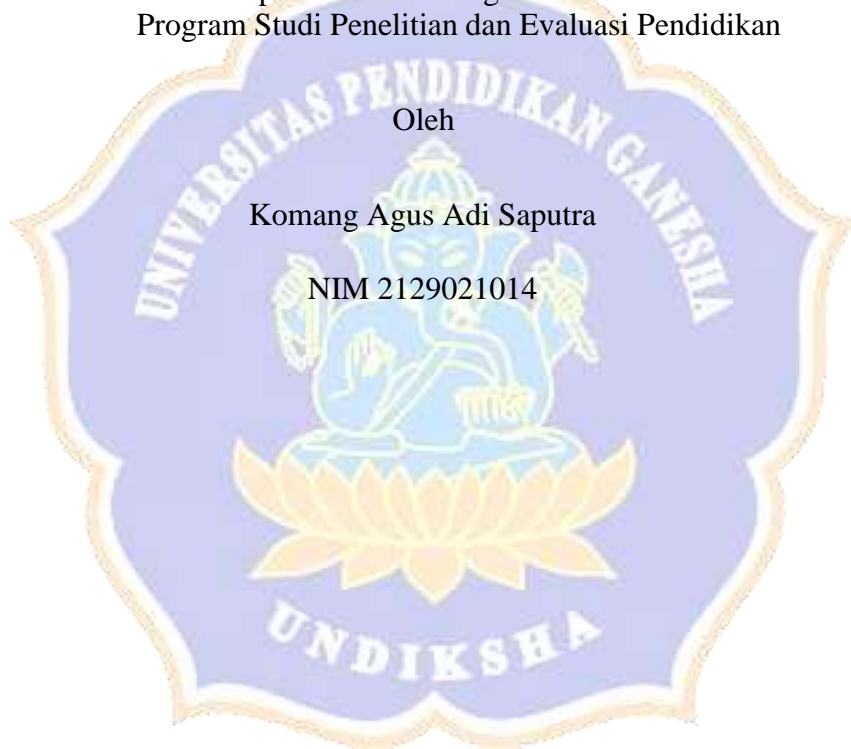 Program Studi Penelitian dan Evaluasi Pendidikan
UNIVERSITAS PENDIDIKAN GANESHA
Oleh
Komang Agus Adi Saputra
NIM 2129021014
UNDIKSHA